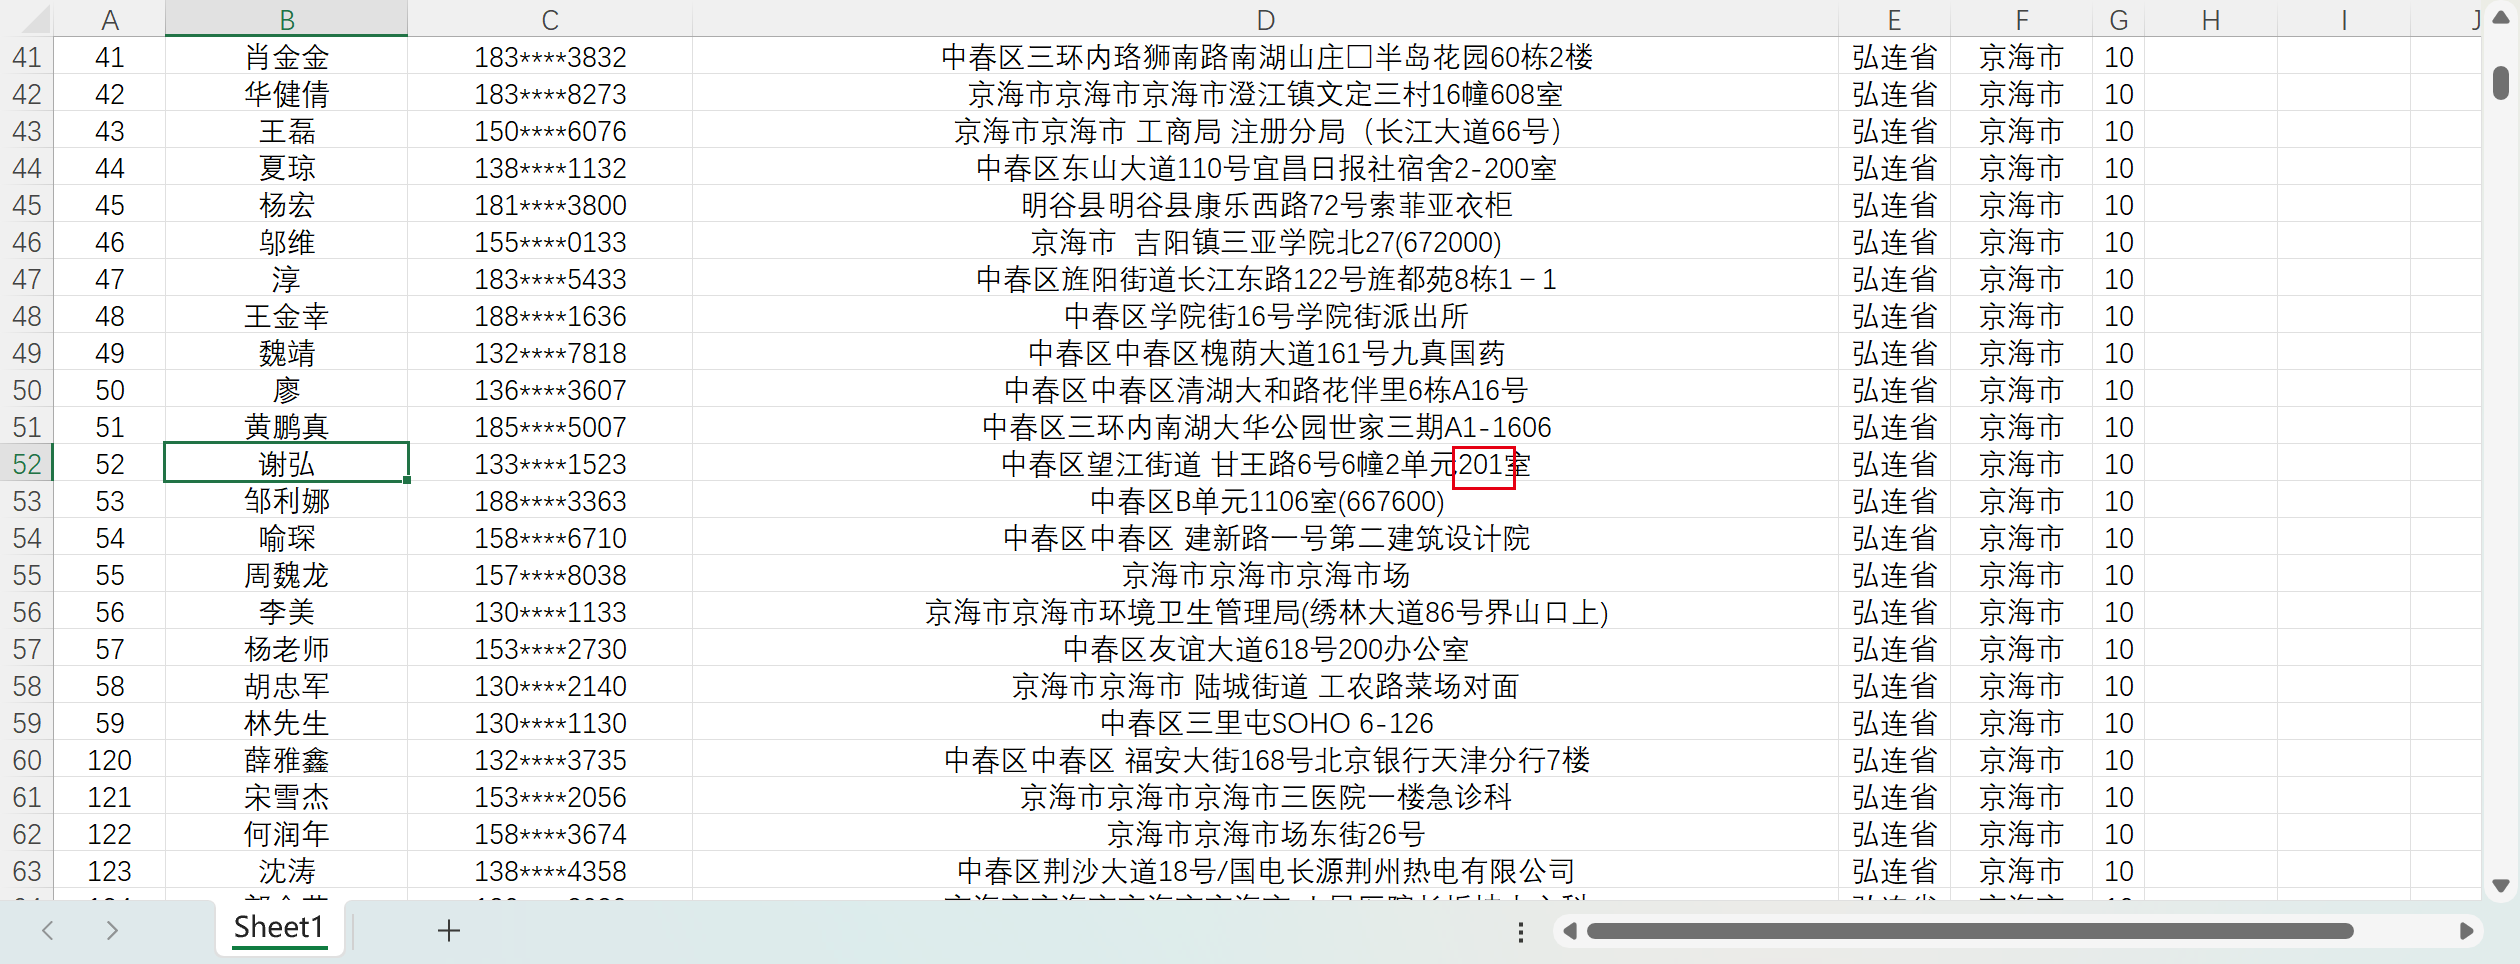 A B C D E F G H I J
41 41 肖金金 183****3832 中春区三环内珞狮南路南湖山庄□半岛花园60栋2楼 弘连省 京海市 10
42 42 华健倩 183****8273 京海市京海市京海市澄江镇文定三村16幢608室 弘连省 京海市 10
43 43 王磊 150****6076 京海市京海市 工商局 注册分局（长江大道66号） 弘连省 京海市 10
44 44 夏琼 138****1132 中春区东山大道110号宜昌日报社宿舍2-200室 弘连省 京海市 10
45 45 杨宏 181****3800 明谷县明谷县康乐西路72号索菲亚衣柜 弘连省 京海市 10
46 46 邬维 155****0133 京海市  吉阳镇三亚学院北27(672000) 弘连省 京海市 10
47 47 淳 183****5433 中春区旌阳街道长江东路122号旌都苑8栋1－1 弘连省 京海市 10
48 48 王金幸 188****1636 中春区学院街16号学院街派出所 弘连省 京海市 10
49 49 魏靖 132****7818 中春区中春区槐荫大道161号九真国药 弘连省 京海市 10
50 50 廖 136****3607 中春区中春区清湖大和路花伴里6栋A16号 弘连省 京海市 10
51 51 黄鹏真 185****5007 中春区三环内南湖大华公园世家三期A1-1606 弘连省 京海市 10
52 52 谢弘 133****1523 中春区望江街道 甘王路6号6幢2单元201室 弘连省 京海市 10
53 53 邹利娜 188****3363 中春区B单元1106室(667600) 弘连省 京海市 10
54 54 喻琛 158****6710 中春区中春区 建新路一号第二建筑设计院 弘连省 京海市 10
55 55 周魏龙 157****8038 京海市京海市京海市场 弘连省 京海市 10
56 56 李美 130****1133 京海市京海市环境卫生管理局(绣林大道86号界山口上) 弘连省 京海市 10
57 57 杨老师 153****2730 中春区友谊大道618号200办公室 弘连省 京海市 10
58 58 胡忠军 130****2140 京海市京海市 陆城街道 工农路菜场对面 弘连省 京海市 10
59 59 林先生 130****1130 中春区三里屯SOHO 6-126 弘连省 京海市 10
60 120 薛雅鑫 132****3735 中春区中春区 福安大街168号北京银行天津分行7楼 弘连省 京海市 10
61 121 宋雪杰 153****2056 京海市京海市京海市三医院一楼急诊科 弘连省 京海市 10
62 122 何润年 158****3674 京海市京海市场东街26号 弘连省 京海市 10
63 123 沈涛 138****4358 中春区荆沙大道18号/国电长源荆州热电有限公司 弘连省 京海市 10
Sheet1